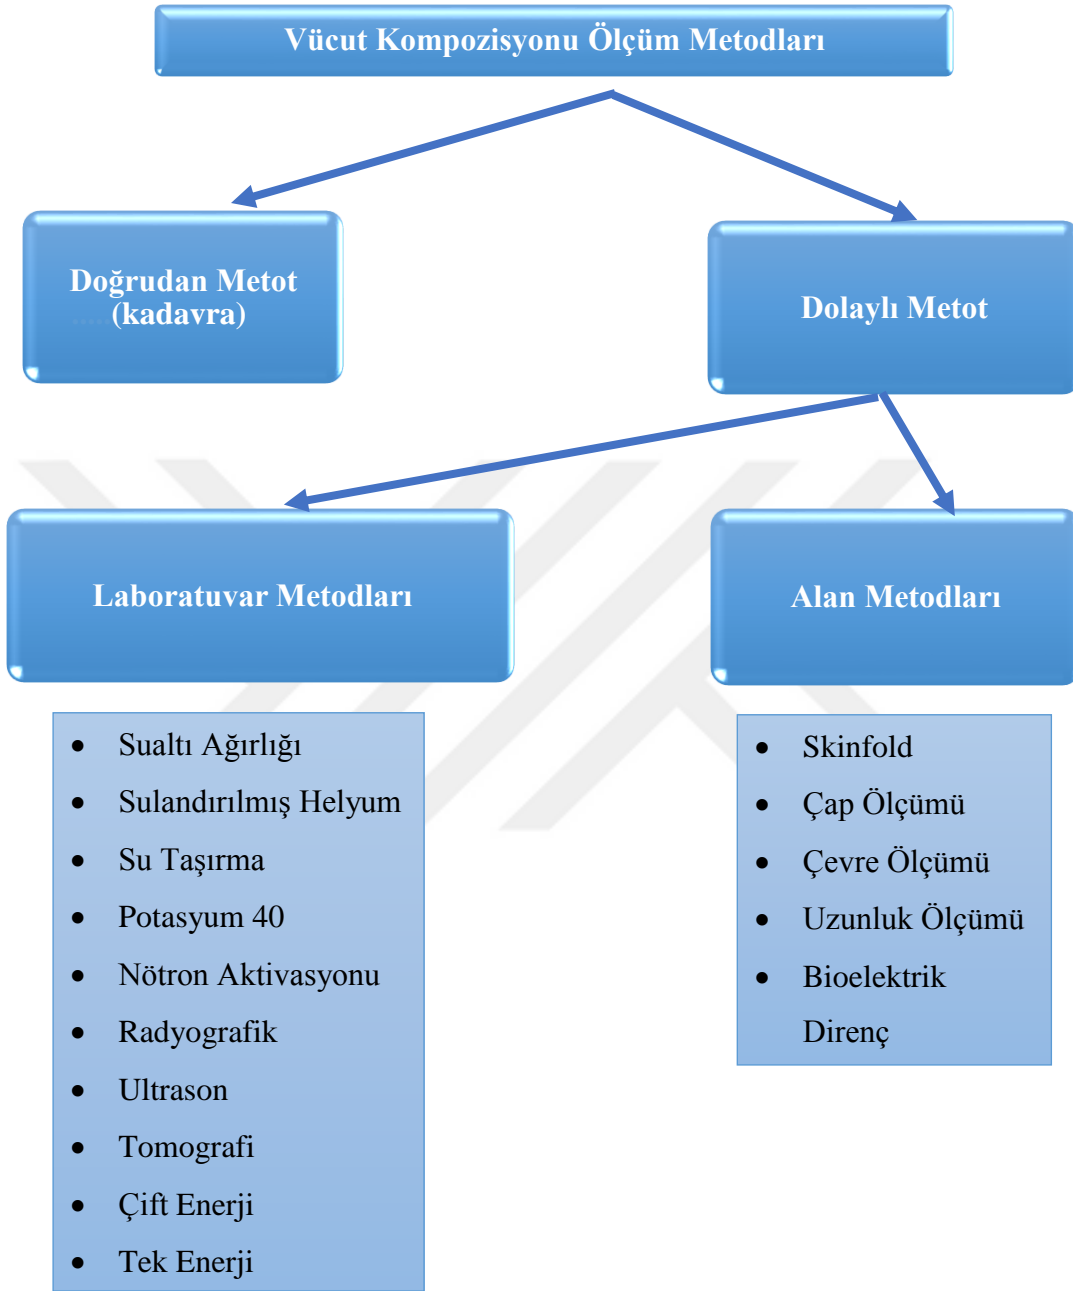 Vücut Kompozisyonu Ölçüm Metodları
Doğrudan Metot
.....(kadavra)
Dolaylı Metot
Laboratuvar Metodları
Alan Metodları
• Sualtı Ağırlığı
• Sulandırılmış Helyum
• Su Taşırma
• Potasyum 40
• Nötron Aktivasyonu
• Radyografik
• Ultrason
• Tomografi
• Çift Enerji
• Tek Enerji
• Skinfold
• Çap Ölçümü
• Çevre Ölçümü
• Uzunluk Ölçümü
• Bioelektrik
Direnç